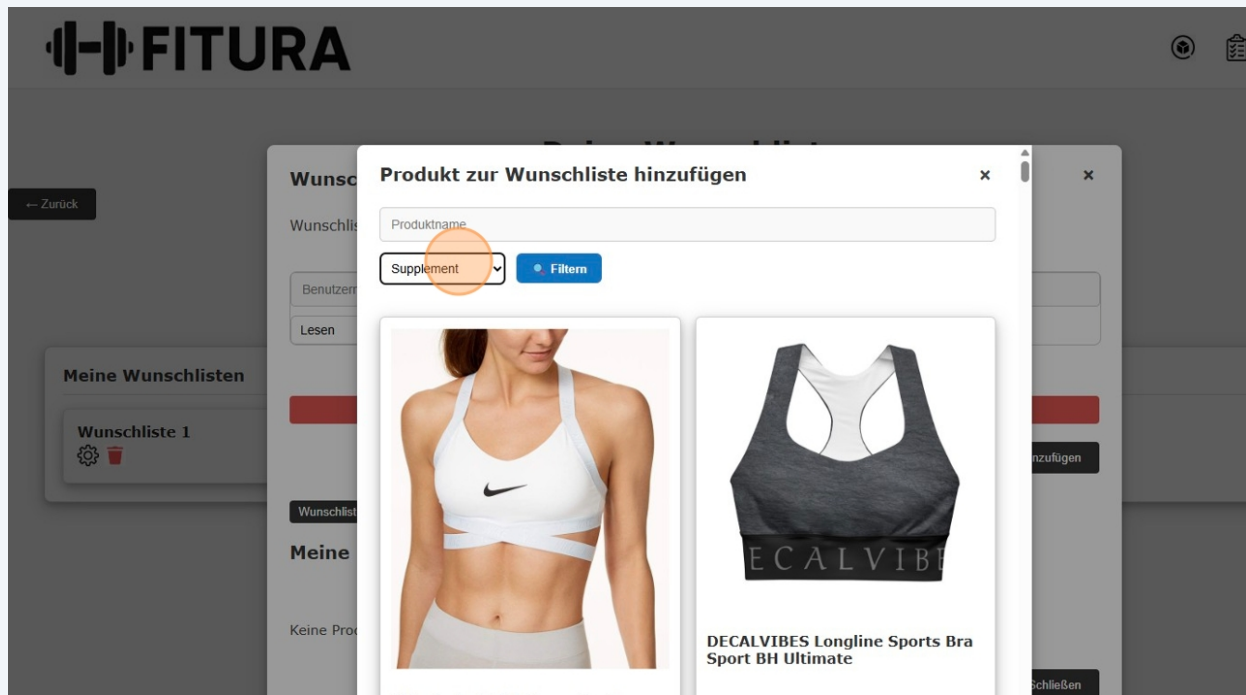 FITURA
Produkt zur Wunschliste hinzufügen
×
×
← Zurück
Wunsc
Wunschlis
Produktname
Supplement
Filtern
Benutzern
Lesen
Meine Wunschlisten
Wunschliste 1
nzufügen
Wunschlist
Meine
ECALVIBE
Keine Prod
DECALVIBES Longline Sports Bra
Sport BH Ultimate
Schließen